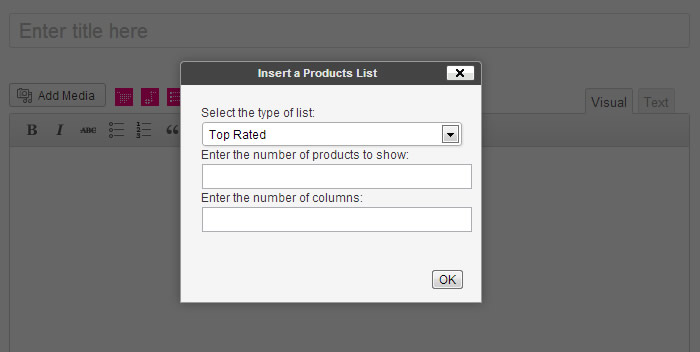 Enter title here
Insert a Products List
Add Media
Visual
Text
B I ABC
Select the type of list:
Top Rated
Enter the number of products to show:
Enter the number of columns:
OK